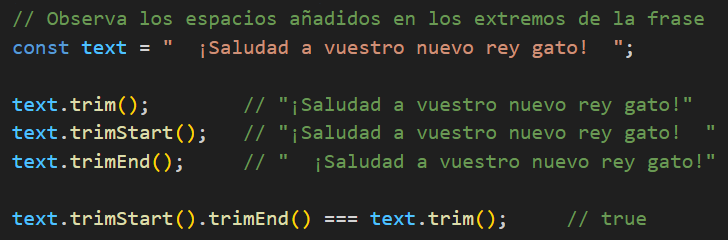 // Observa los espacios añadidos en los extremos de la frase
const text = "  ¡Saludad a vuestro nuevo rey gato!  ";
text.trim();        // "¡Saludad a vuestro nuevo rey gato!"
text.trimStart();   // "¡Saludad a vuestro nuevo rey gato!  "
text.trimEnd();     // "  ¡Saludad a vuestro nuevo rey gato!"
text.trimStart().trimEnd() === text.trim();     // true